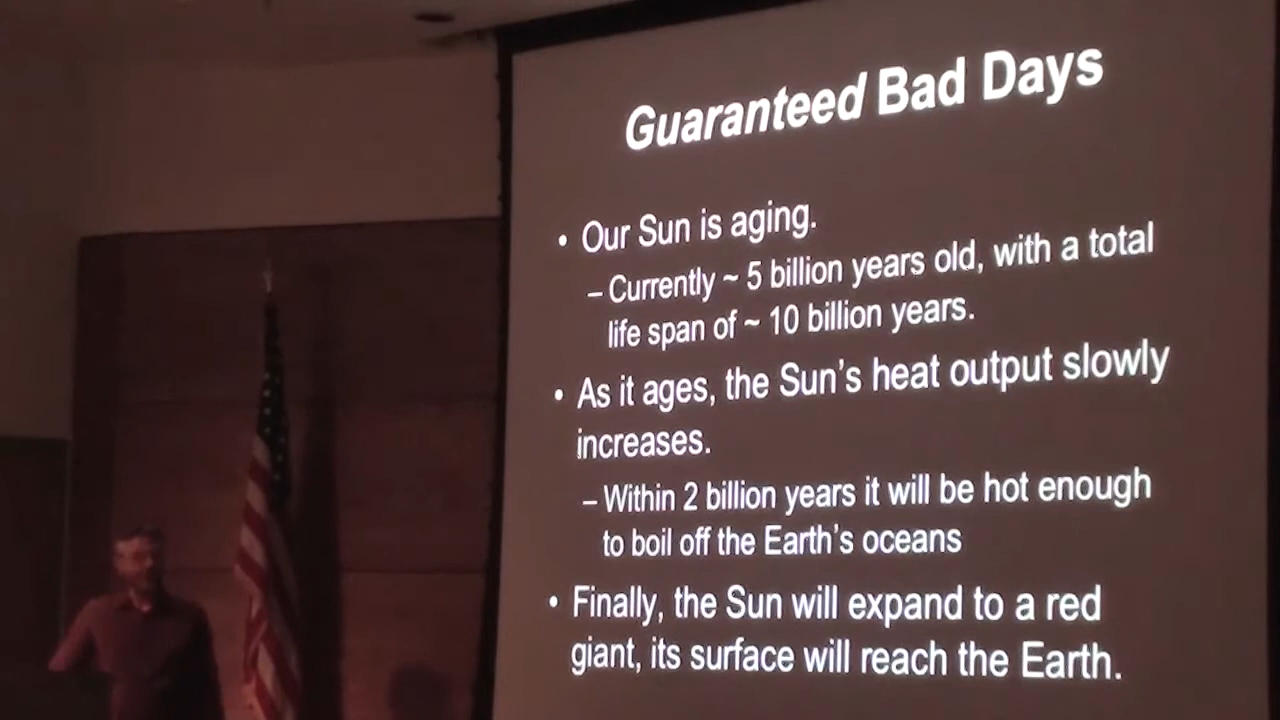 Guaranteed Bad Days
• Our Sun is aging.
– Currently ~ 5 billion years old, with a total
life span of ~ 10 billion years.
• As it ages, the Sun's heat output slowly
increases.
– Within 2 billion years it will be hot enough
to boil off the Earth's oceans
• Finally, the Sun will expand to a red
giant, its surface will reach the Earth.